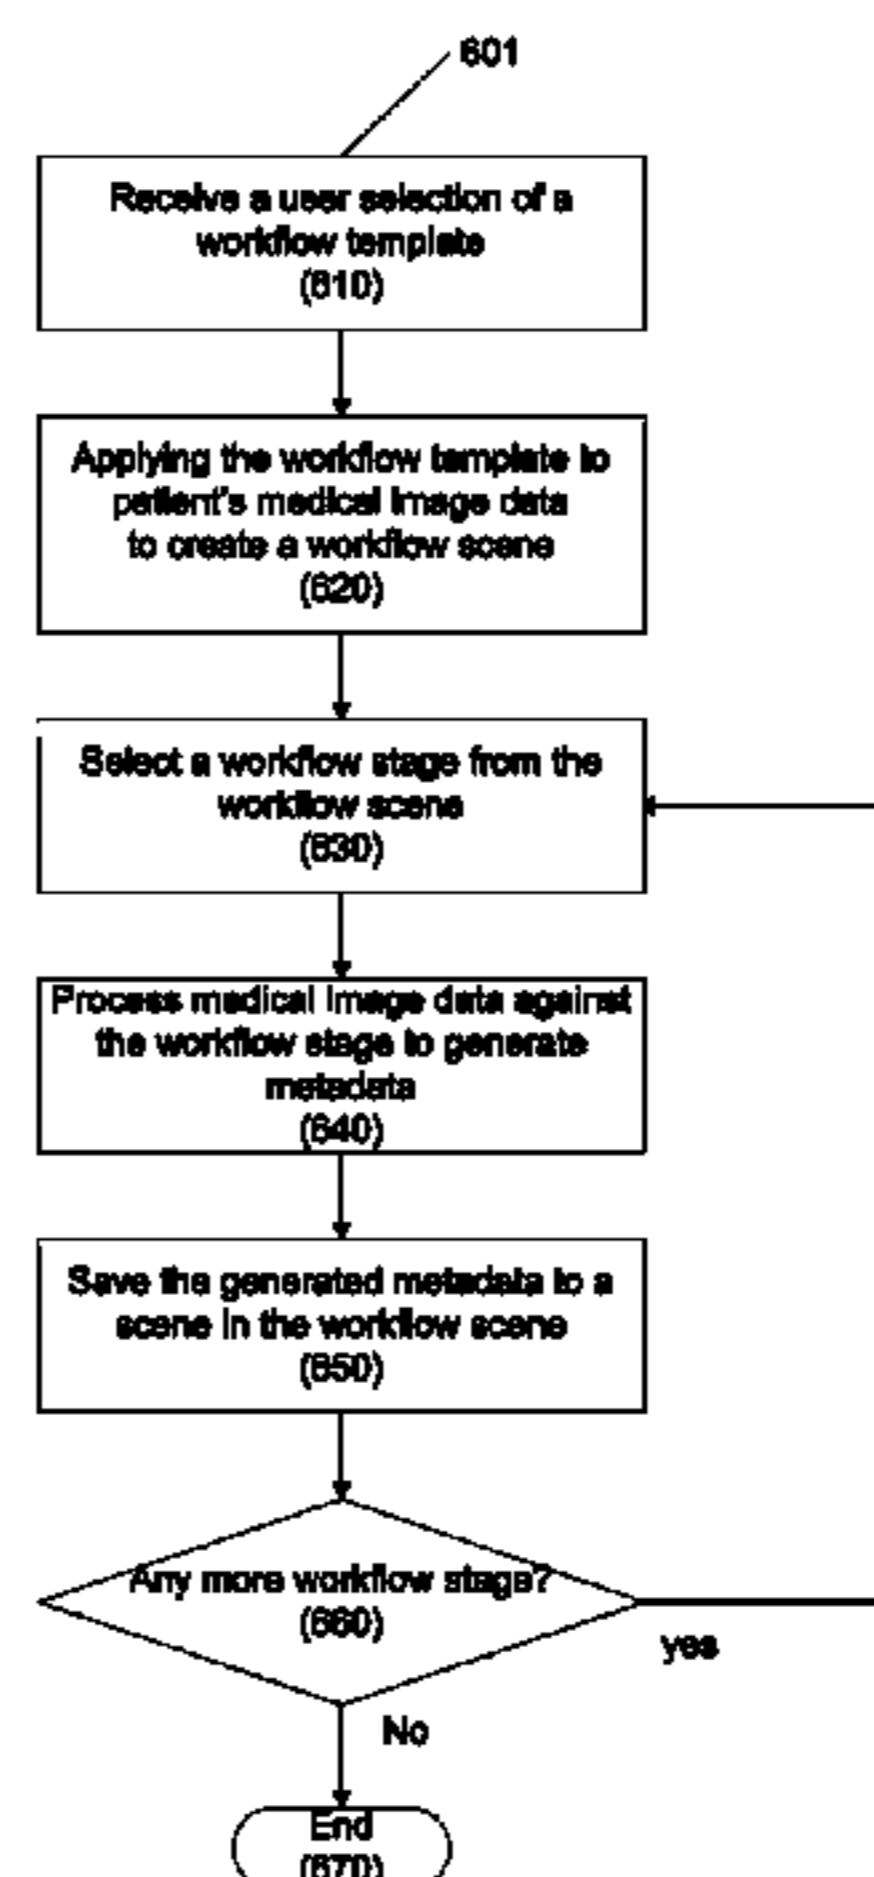 601
Receive a user selection of a
workflow template
(610)
Applying the workflow template to
patient's medical image data
to create a workflow scene
(620)
Select a workflow stage from the
workflow scene
(630)
Process medical image data against
the workflow stage to generate
metadata
(640)
Save the generated metadata to a
scene in the workflow scene
(650)
Any more workflow stage?
(660)
yes
No
End
(670)